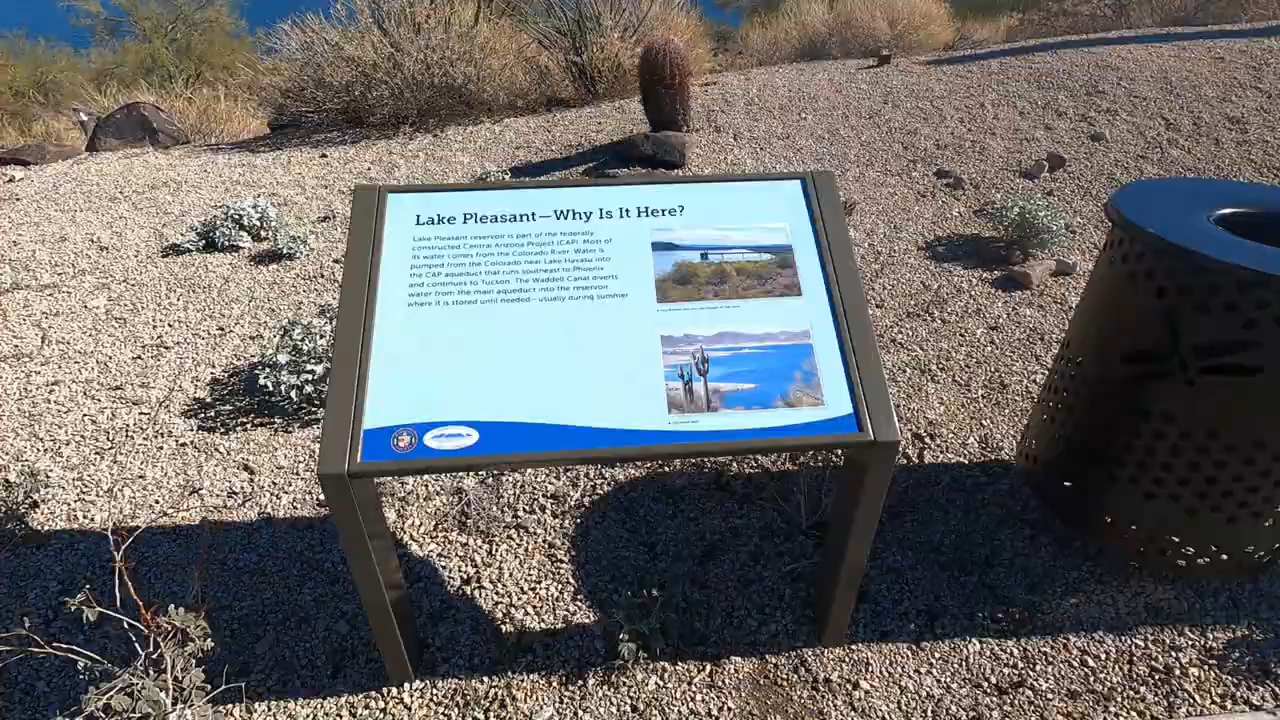 Lake Pleasant—Why Is It Here?
Lake Pleasant reservoir is part of the federally
constructed Central Arizona Project (CAP). Most of
its water comes from the Colorado River. Water is
pumped from the Colorado near Lake Havasu into
the CAP aqueduct that runs southeast to Phoenix
and continues to Tucson. The Waddell Canal diverts
water from the main aqueduct into the reservoir
where it is stored until needed—usually during summer